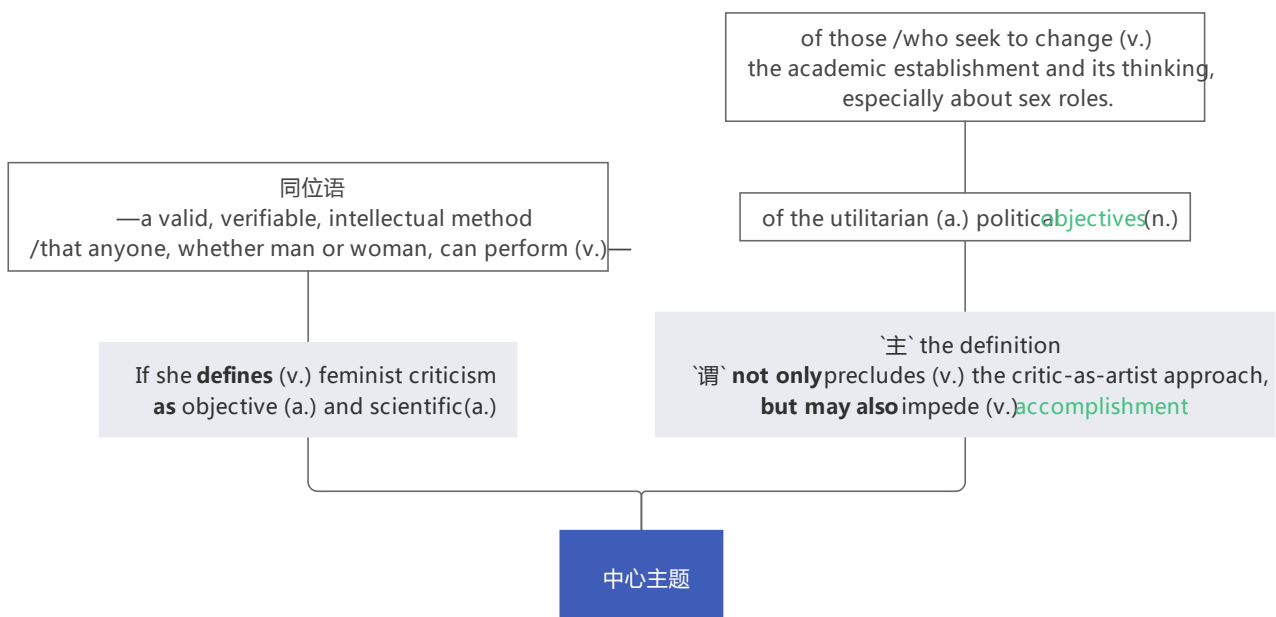 of those /who seek to change (v.)
the academic establishment and its thinking,
especially about sex roles.
同位语
—a valid, verifiable, intellectual method
/that anyone, whether man or woman, can perform (v.)—
of the utilitarian (a.) political objectives (n.)
If she defines (v.) feminist criticism
as objective (a.) and scientific(a.)
`主` the definition
`谓` not only precludes (v.) the critic-as-artist approach,
but may also impede (v.) accomplishment
中心主题